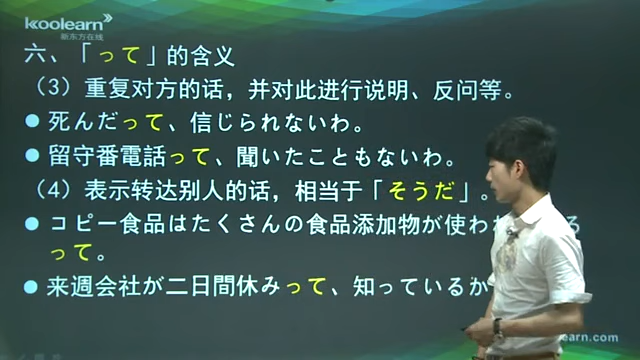 koolearn
新东方在线
六、「って」的含义
（3）重复对方的话，并对此进行说明、反问等。
● 死んだって、信じられないわ。
● 留守番電話って、聞いたこともないわ。
（4）表示转达别人的话，相当于「そうだ」。
● コピー食品はたくさんの食品添加物が使わ る
って。
● 来週会社が二日間休みって、知っているか
learn.com